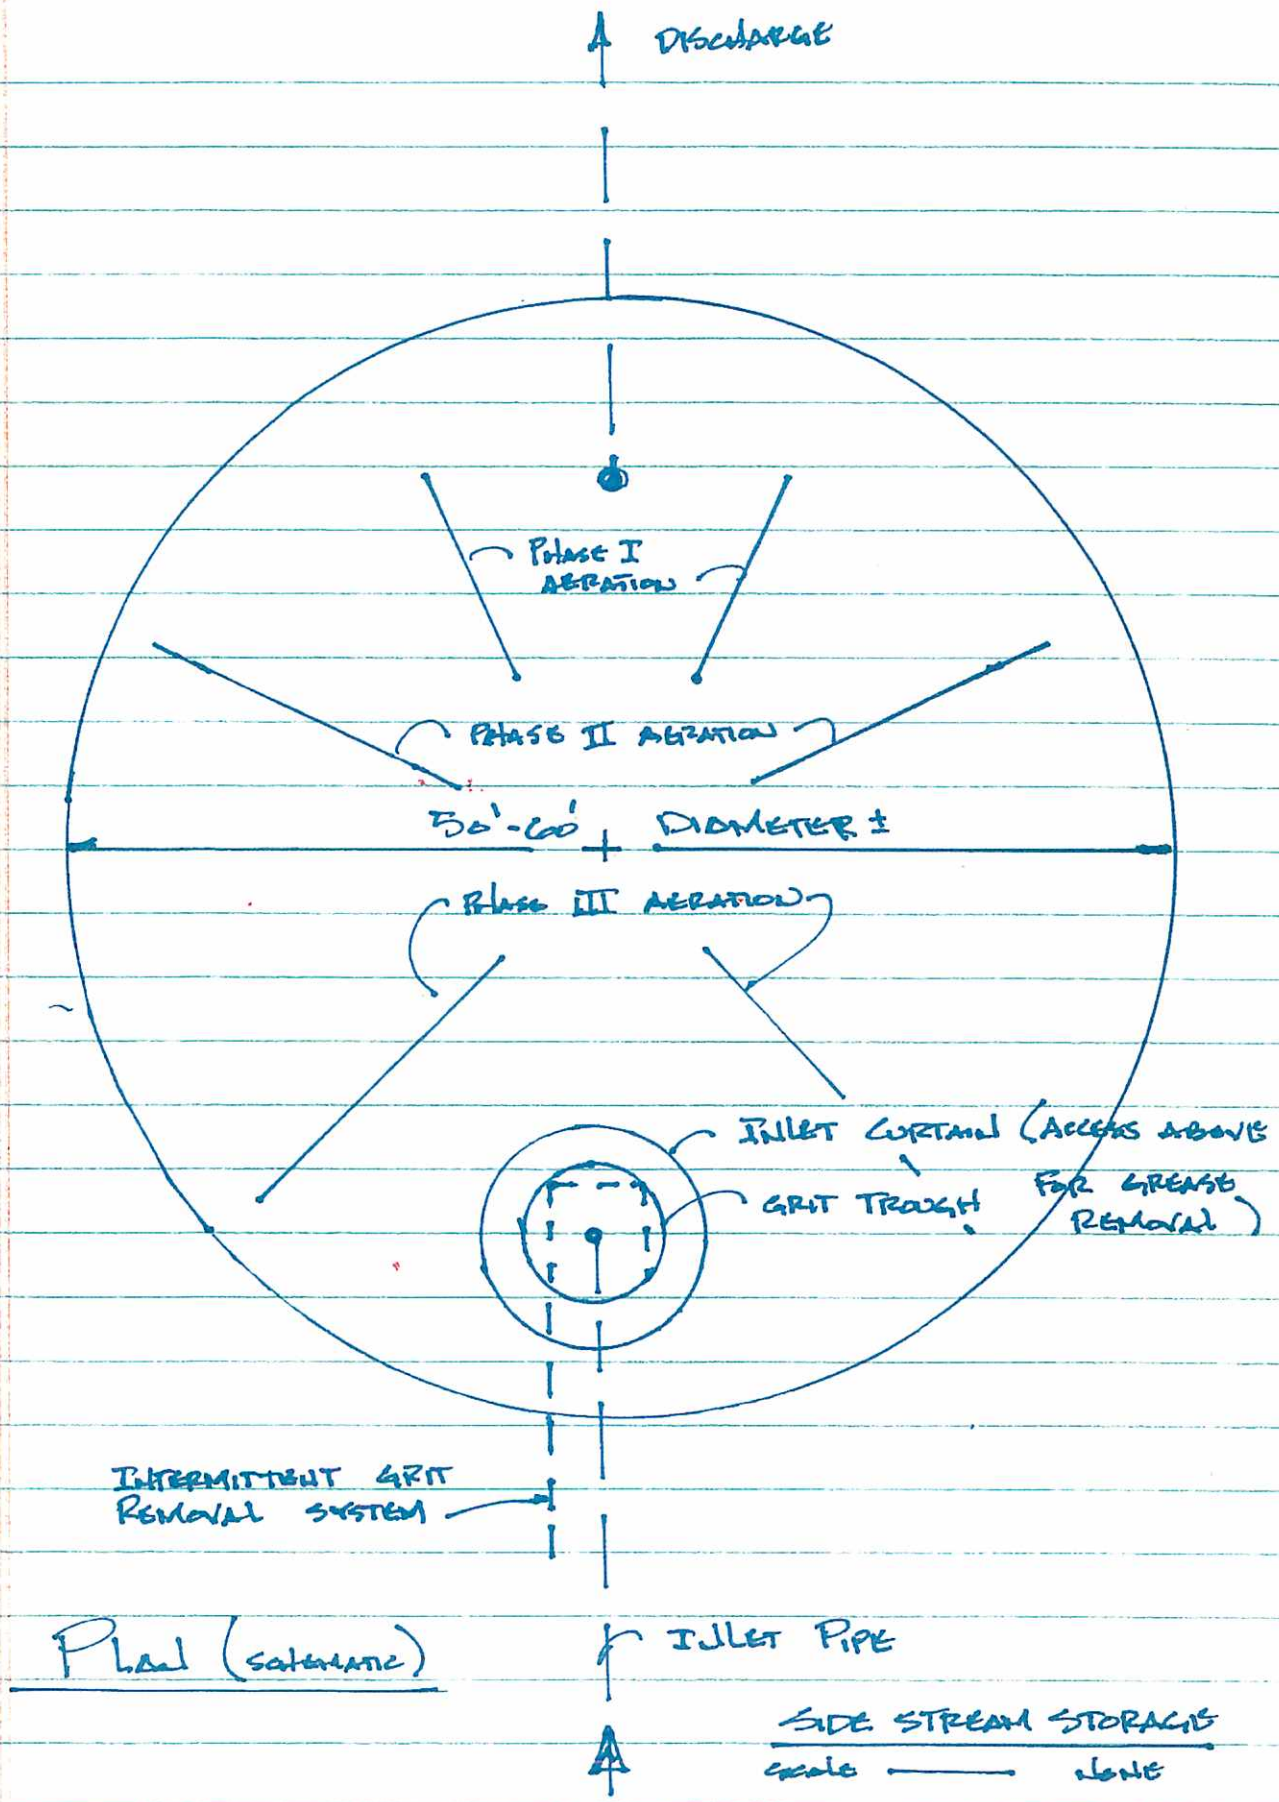 DISCHARGE
PHASE I
AERATION
PHASE II AERATION
50'-60' DIAMETER ±
PHASE III AERATION
INLET CURTAIN (ACCESS ABOVE
FOR GREASE
REMOVAL)
GRIT TROUGH
INTERMITTENT GRIT
REMOVAL SYSTEM
PLAN (SCHEMATIC)
INLET PIPE
SIDE STREAM STORAGE
SCALE — NONE